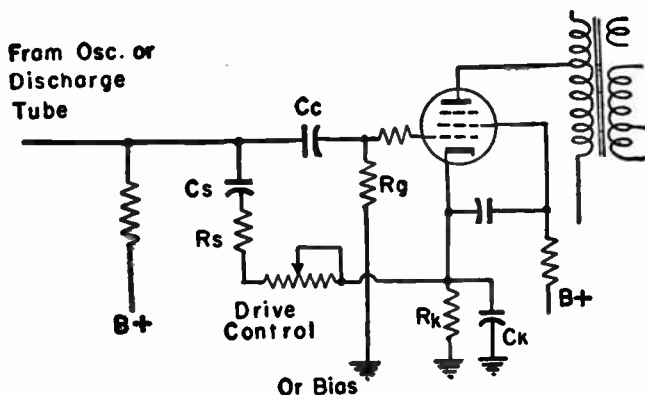 From Osc. or
Discharge
Tube
Cc
Cs
Rg
Rs
B+
Drive
Control
Rk
CK
B+
Or Bias